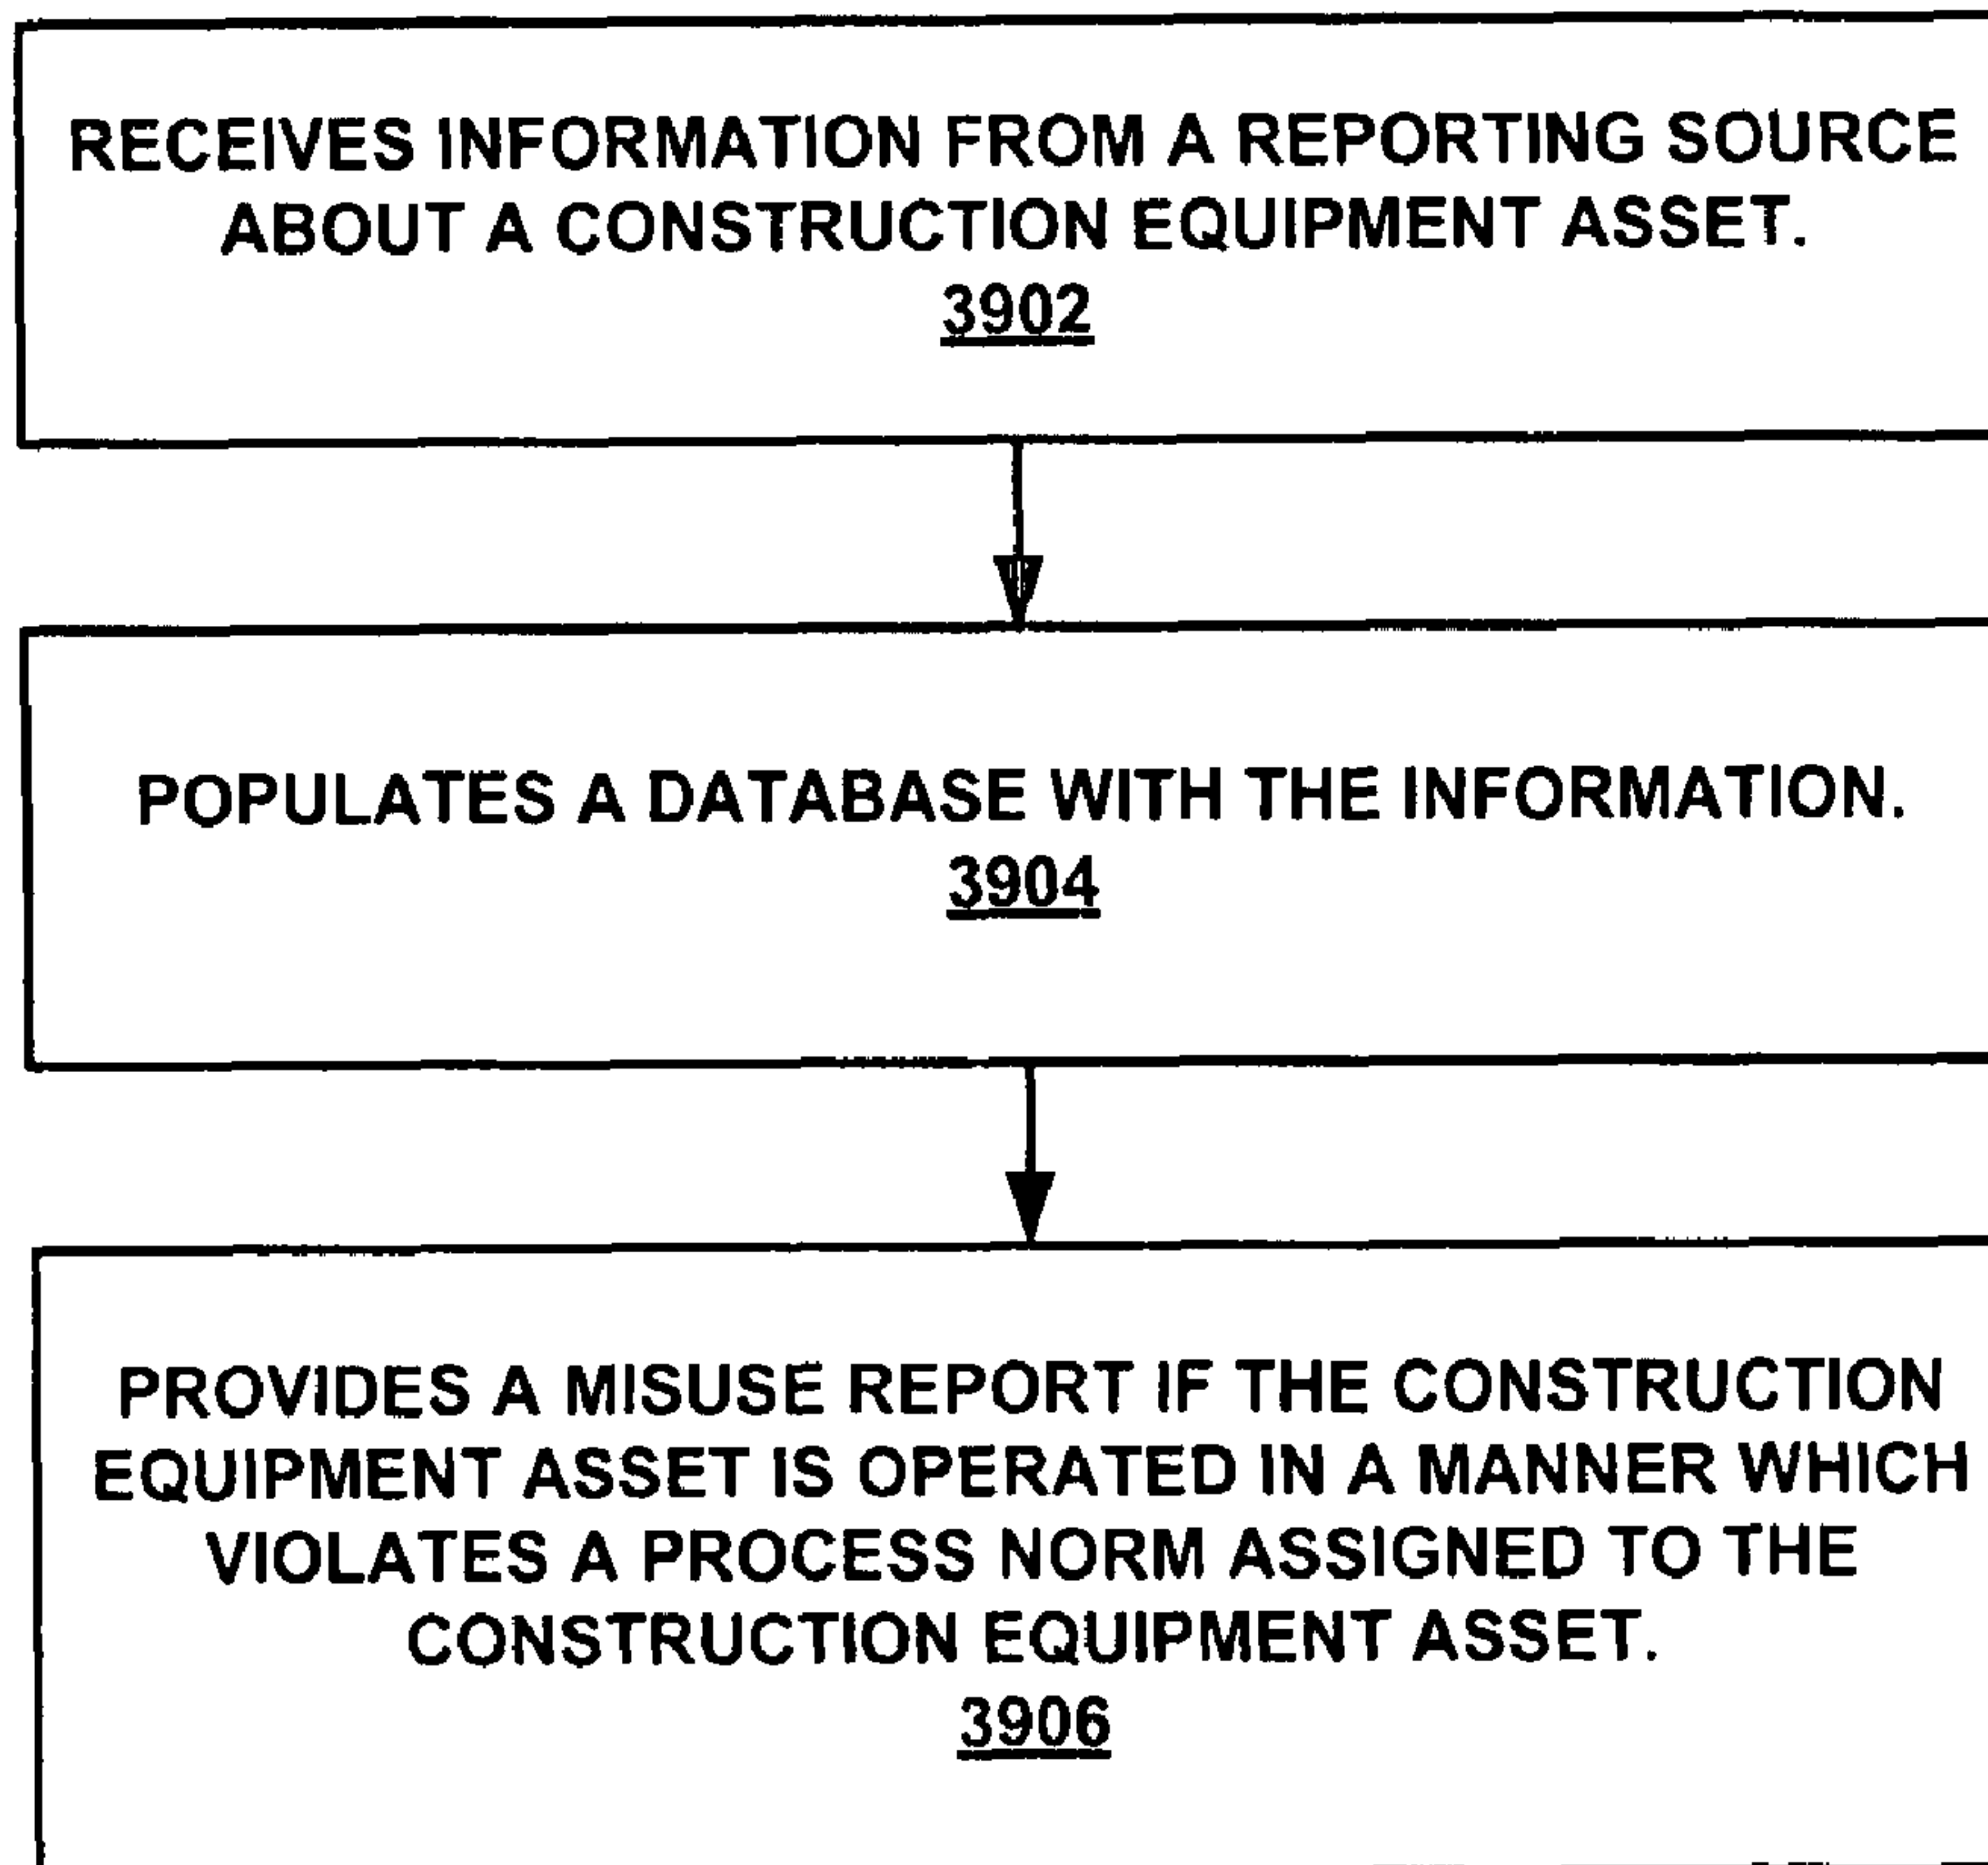 RECEIVES INFORMATION FROM A REPORTING SOURCE
ABOUT A CONSTRUCTION EQUIPMENT ASSET.
3902
POPULATES A DATABASE WITH THE INFORMATION.
3904
PROVIDES A MISUSE REPORT IF THE CONSTRUCTION
EQUIPMENT ASSET IS OPERATED IN A MANNER WHICH
VIOLATES A PROCESS NORM ASSIGNED TO THE
CONSTRUCTION EQUIPMENT ASSET.
3906